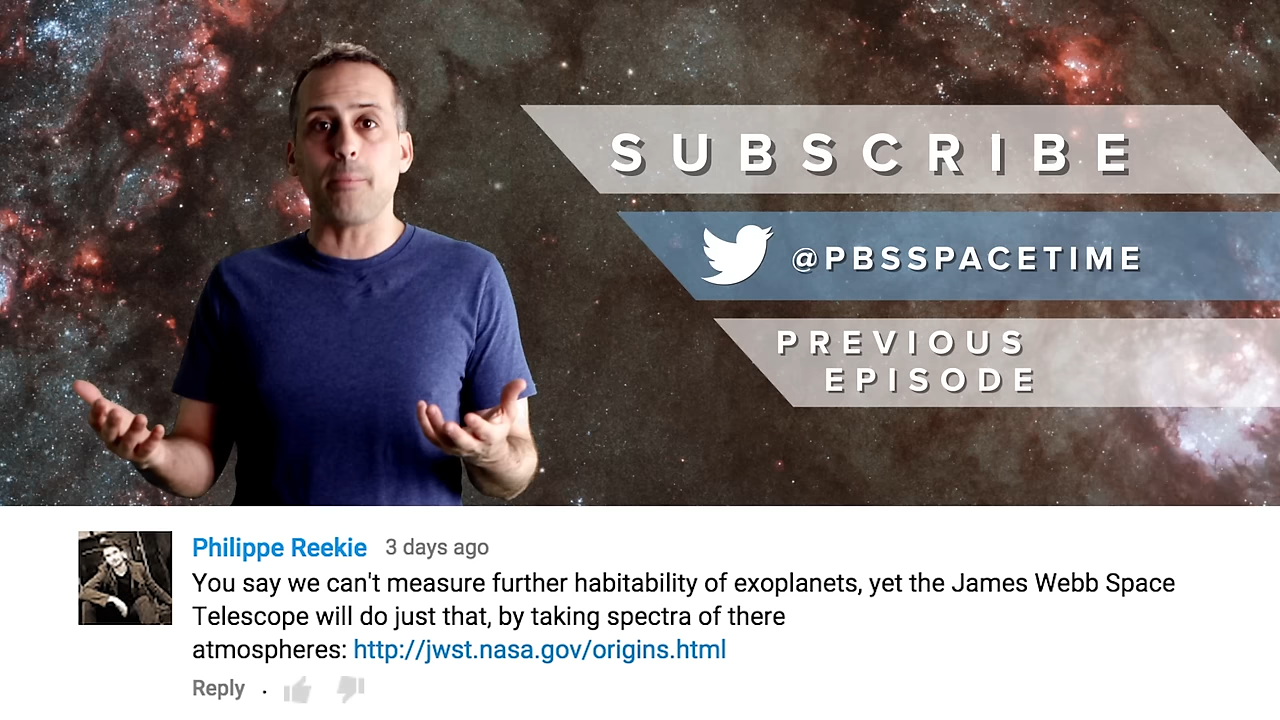 SUBSCRIBE
@PBSSPACETIME
PREVIOUS
EPISODE
Philippe Reekie 3 days ago
You say we can't measure further habitability of exoplanets, yet the James Webb Space
Telescope will do just that, by taking spectra of there
atmospheres: http://jwst.nasa.gov/origins.html
Reply ·